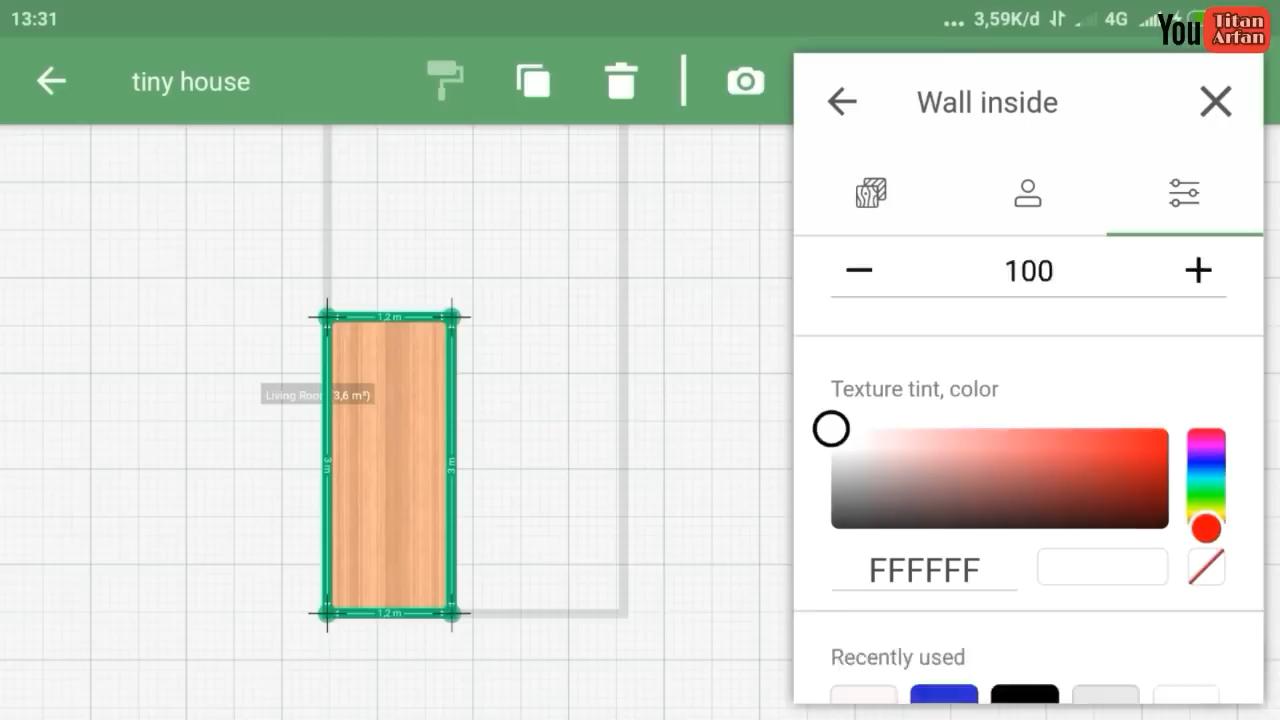 13:31
... 3,59K/d
4G
You Titan
Arfan
tiny house
Wall inside
100
1,2 m
Texture tint, color
Living Roo
3,6 m²)
3 m
3 m
FFFFFF
1,2 m
Recently used